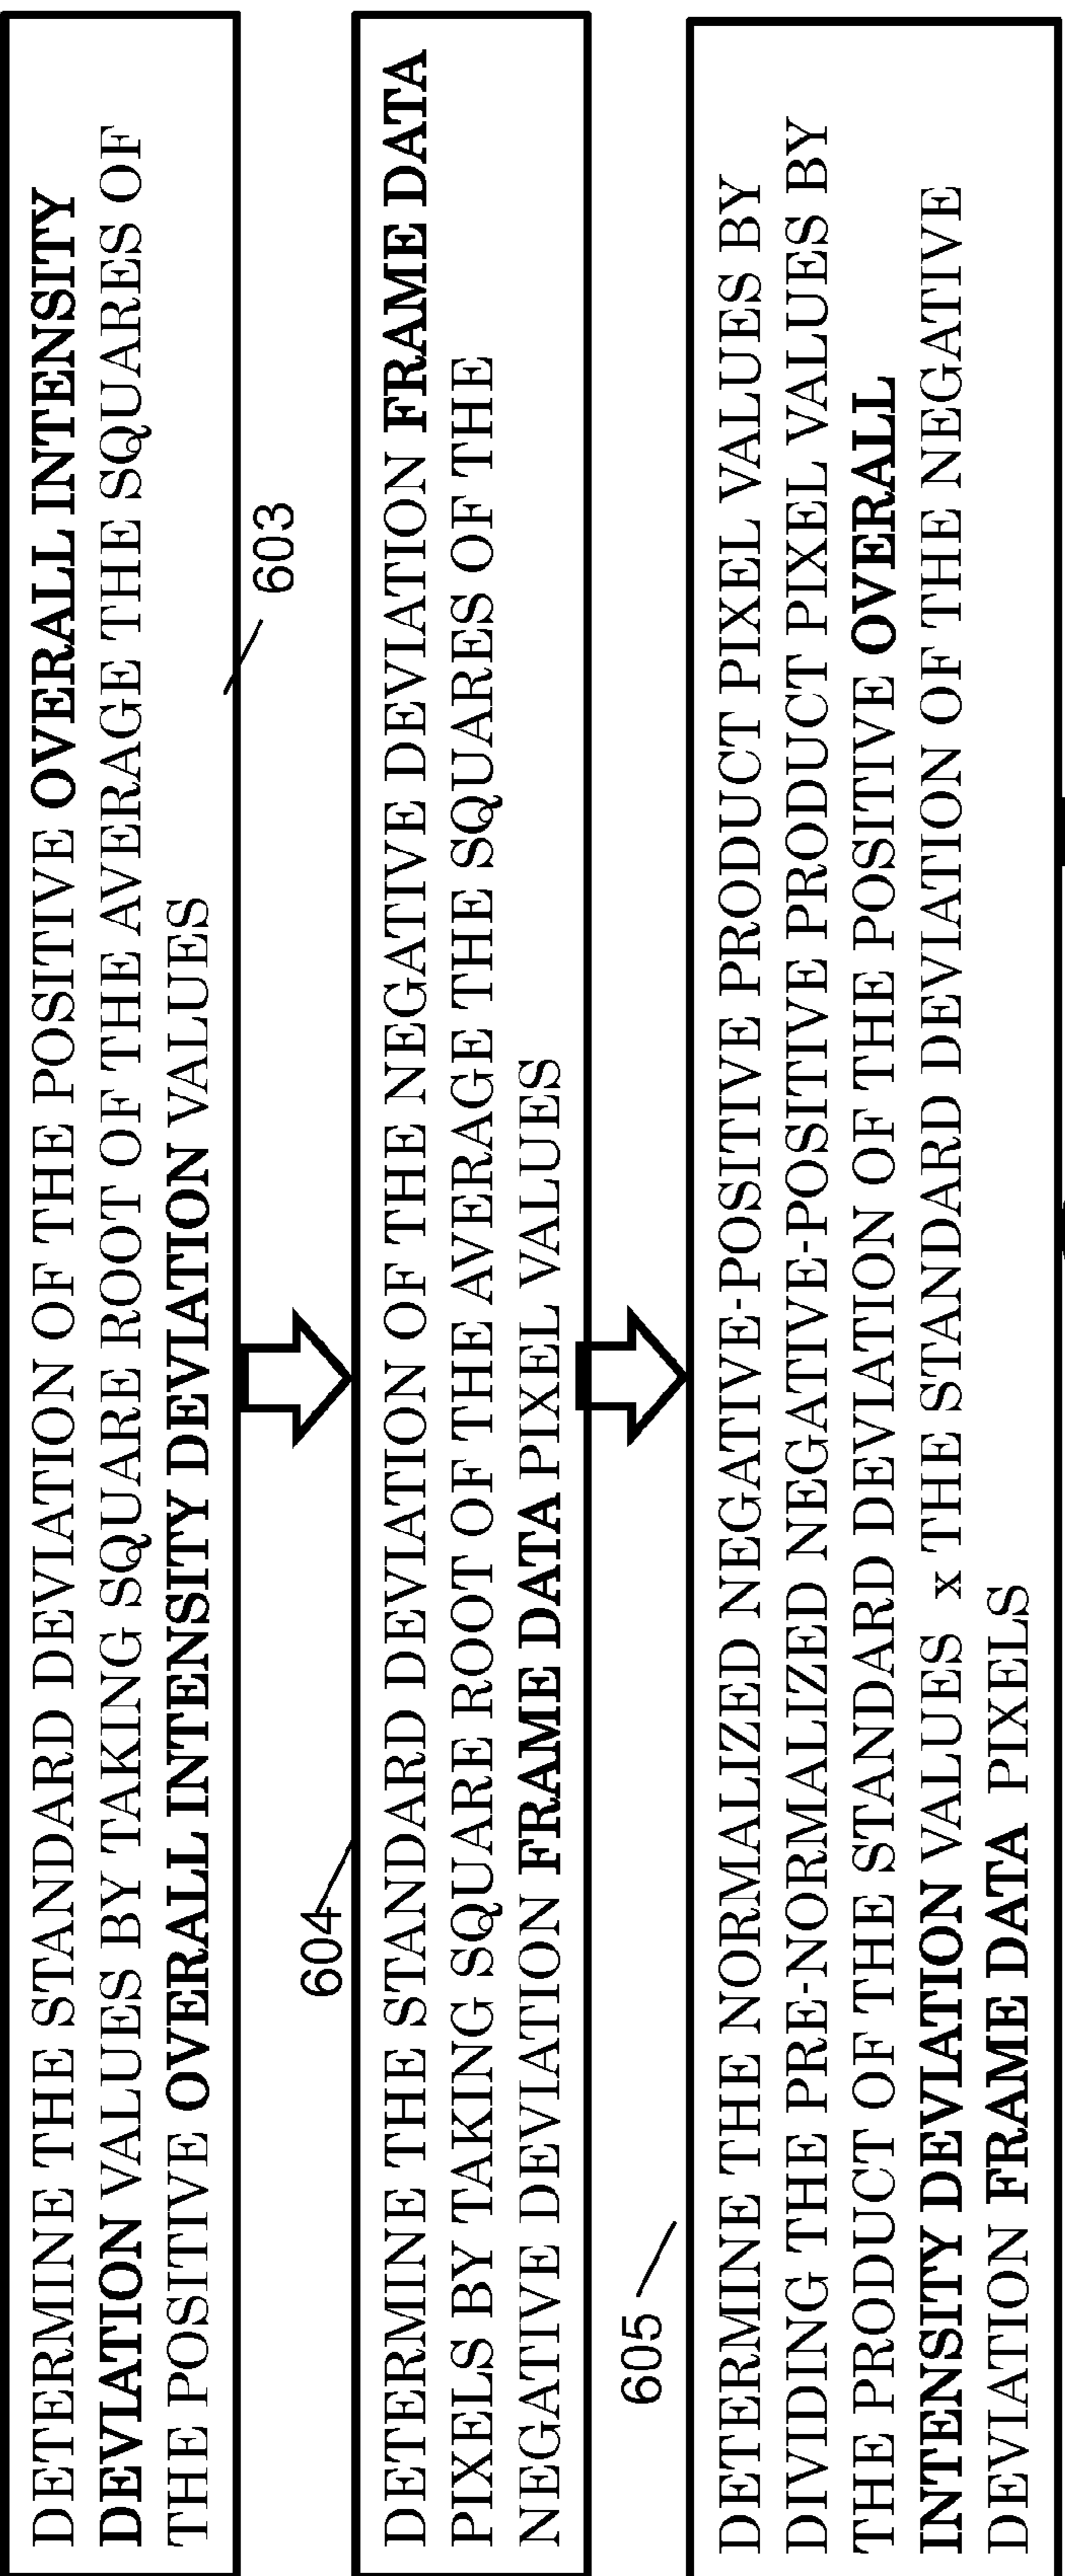 DETERMINE THE STANDARD DEVIATION OF THE POSITIVE OVERALL INTENSITY
DEVIATION VALUES BY TAKING SQUARE ROOT OF THE AVERAGE THE SQUARES OF
THE POSITIVE OVERALL INTENSITY DEVIATION VALUES
603
604
DETERMINE THE STANDARD DEVIATION OF THE NEGATIVE DEVIATION FRAME DATA
PIXELS BY TAKING SQUARE ROOT OF THE AVERAGE THE SQUARES OF THE
NEGATIVE DEVIATION FRAME DATA PIXEL VALUES
605
DETERMINE THE NORMALIZED NEGATIVE-POSITIVE PRODUCT PIXEL VALUES BY
DIVIDING THE PRE-NORMALIZED NEGATIVE-POSITIVE PRODUCT PIXEL VALUES BY
THE PRODUCT OF THE STANDARD DEVIATION OF THE POSITIVE OVERALL
INTENSITY DEVIATION VALUES x THE STANDARD DEVIATION OF THE NEGATIVE
DEVIATION FRAME DATA PIXELS